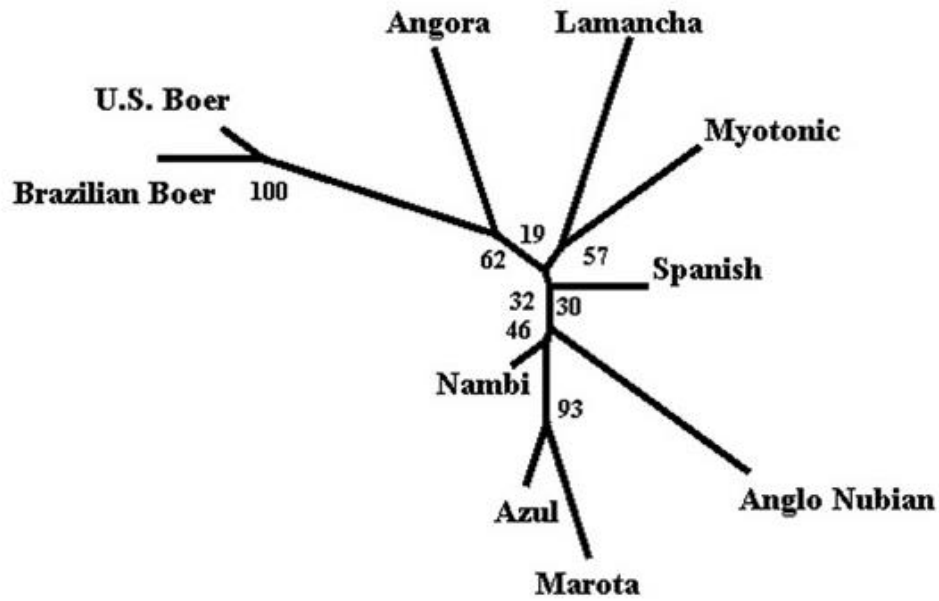 Angora
Lamancha
U.S. Boer
Myotonic
Brazilian Boer
100
19
62
57
Spanish
32
30
46
Nambi
93
Azul
Anglo Nubian
Marota